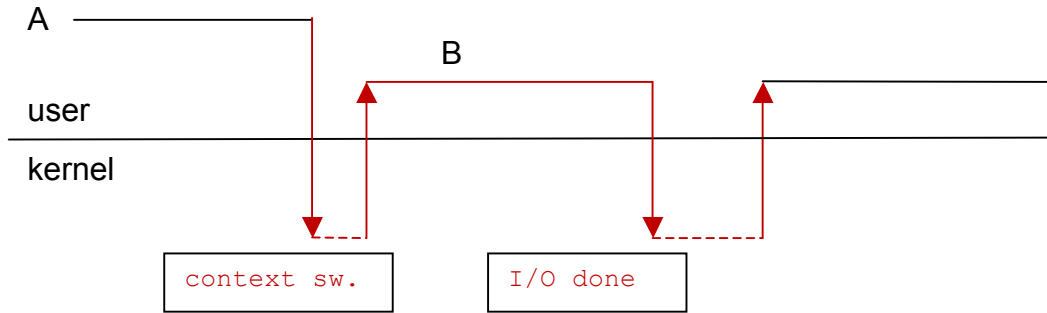 A
B
user
kernel
context sw.
I/O done